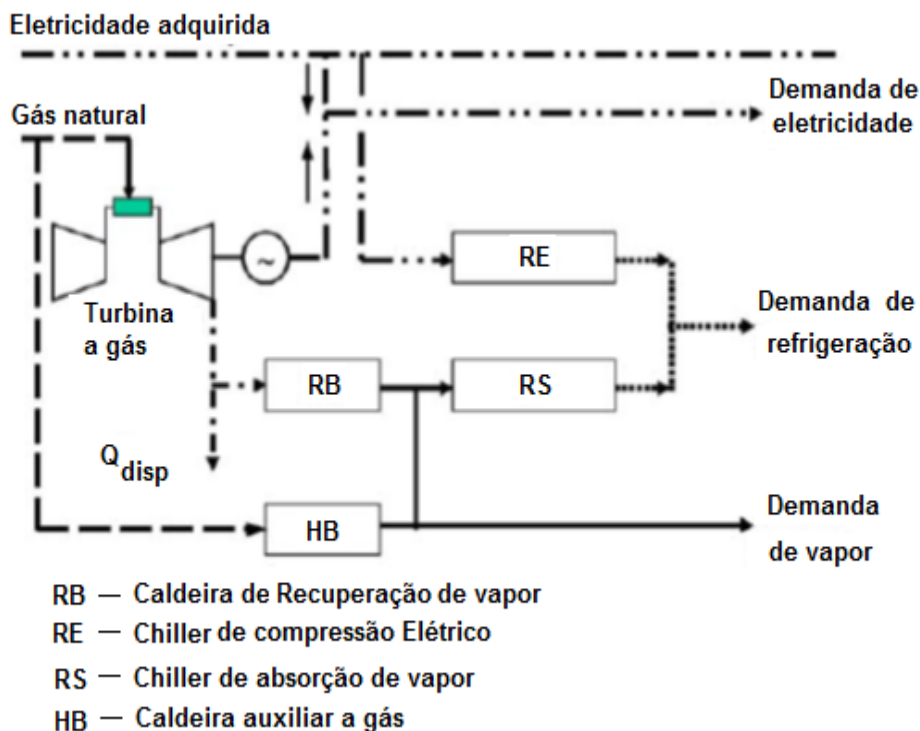 Eletricidade adquirida
Demanda de
eletricidade
Gás natural
~
RE
Turbina
a gás
Demanda de
refrigeração
RB
RS
Q disp
HB
Demanda
de vapor
RB — Caldeira de Recuperação de vapor
RE — Chiller de compressão Elétrico
RS — Chiller de absorção de vapor
HB — Caldeira auxiliar a gás